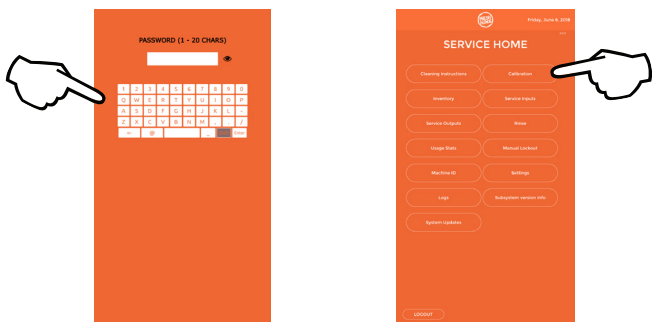 PASSWORD (1 - 20 CHARS)
1 2 3 4 5 6 7 8 9 0
Q W E R T Y U I O P
A S D F G H J K L -
Z X C V B N M , . /
@ _ Enter
Friday, June 8, 2018
SERVICE HOME
Cleaning Instructions Calibration
Inventory Service Inputs
Service Outputs Rinse
Usage Stats Manual Lockout
Machine ID Settings
Logs Subsystem version info
System Updates
LOGOUT